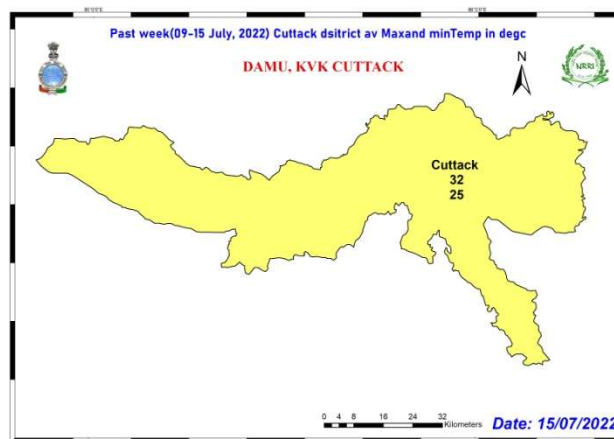 Past week(09-15 July, 2022) Cuttack dsitrict av Maxand minTemp in degc
DAMU, KVK CUTTACK
N
NRRI
Cuttack
32
25
0 4 8 16 24 32
Kilometers
Date: 15/07/2022